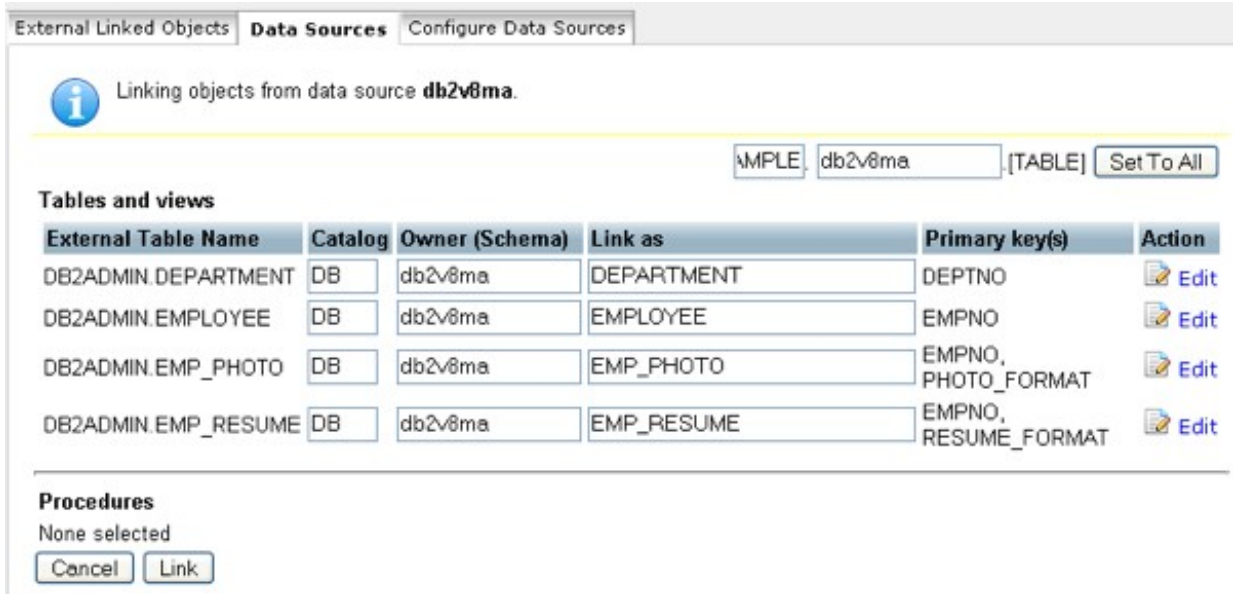 External Linked Objects Data Sources Configure Data Sources
Linking objects from data source db2v8ma.
AMPLE. db2v8ma .[TABLE] Set To All
Tables and views
External Table Name Catalog Owner (Schema) Link as Primary key(s) Action
DB2ADMIN.DEPARTMENT DB db2v8ma DEPARTMENT DEPTNO Edit
DB2ADMIN.EMPLOYEE DB db2v8ma EMPLOYEE EMPNO Edit
DB2ADMIN.EMP_PHOTO DB db2v8ma EMP_PHOTO EMPNO, PHOTO_FORMAT Edit
DB2ADMIN.EMP_RESUME DB db2v8ma EMP_RESUME EMPNO, RESUME_FORMAT Edit
Procedures
None selected
Cancel Link